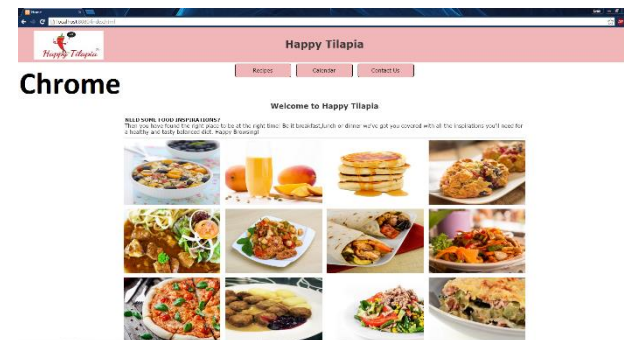 Home
Happy Tilapia
Happy Tilapia
Recipes
Calendar
Contact Us
Chrome
Welcome to Happy Tilapia
NEED SOME FOOD INSPIRATIONS?
Then you have found the right place to be at the right time! Be it breakfast,lunch or dinner we've got you covered with all the inspirations you'll need for
a healthy and tasty balanced diet. Happy Browsing!